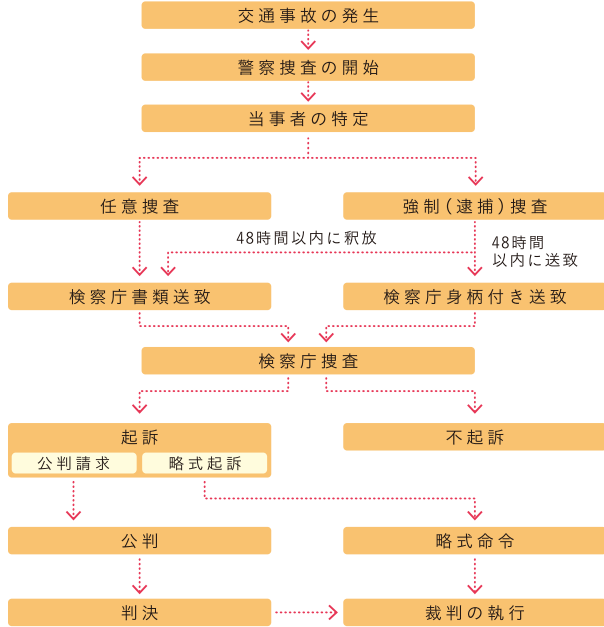 交通事故の発生
警察捜査の開始
当事者の特定
任意捜査
強制(逮捕)捜査
48時間以内に釈放
48時間
以内に送致
検察庁書類送致
検察庁身柄付き送致
検察庁捜査
起訴
不起訴
公判請求
略式起訴
公判
略式命令
判決
裁判の執行